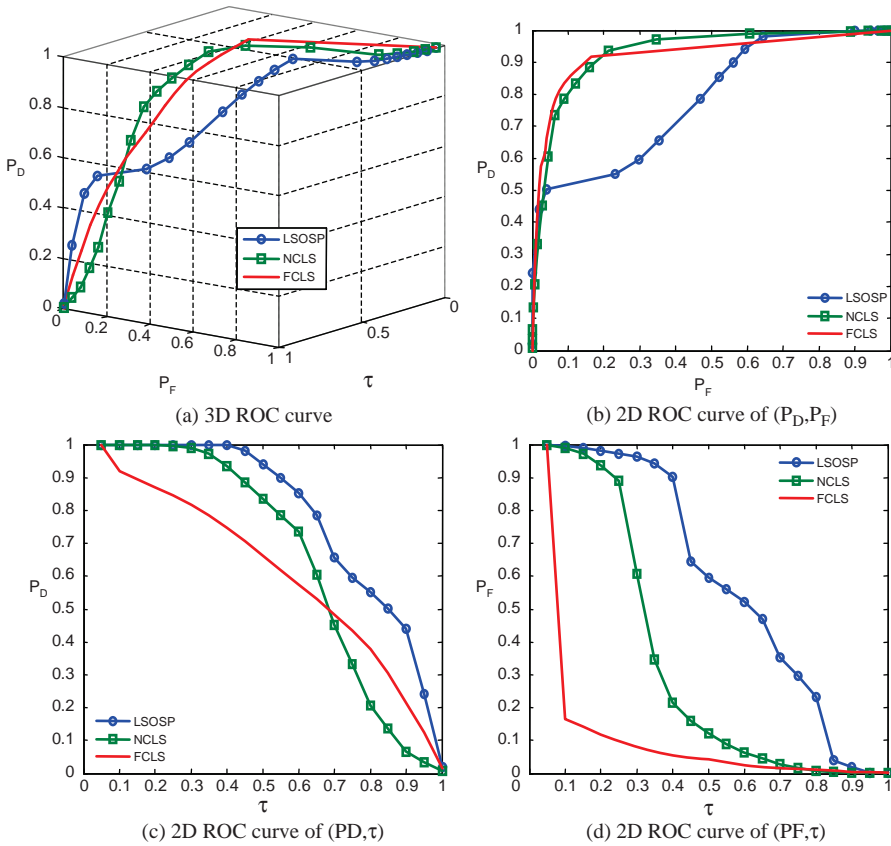 1
0.8
0.6
P_D
0.4
0.2
0
0.2
0.4
0.6
0.8
1
P_F
1
0.5
0
τ
LSOSP
NCLS
FCLS
(a) 3D ROC curve
1
0.9
0.8
0.7
0.6
P_D
0.5
0.4
0.3
0.2
0.1
0
0 0.1 0.2 0.3 0.4 0.5 0.6 0.7 0.8 0.9 1
P_F
LSOSP
NCLS
FCLS
(b) 2D ROC curve of (P_D,P_F)
1
0.9
0.8
0.7
0.6
P_D
0.5
0.4
0.3
0.2
0.1
0
0 0.1 0.2 0.3 0.4 0.5 0.6 0.7 0.8 0.9 1
τ
LSOSP
NCLS
FCLS
(c) 2D ROC curve of (PD,τ)
1
0.9
0.8
0.7
0.6
P_F
0.5
0.4
0.3
0.2
0.1
0
0 0.1 0.2 0.3 0.4 0.5 0.6 0.7 0.8 0.9 1
τ
LSOSP
NCLS
FCLS
(d) 2D ROC curve of (PF,τ)